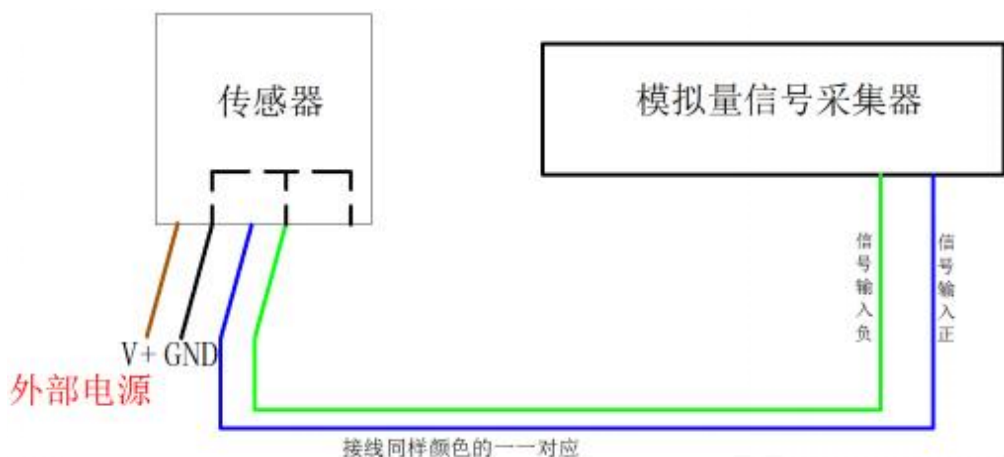 传感器
模拟量信号采集器
信号输入负
信号输入正
V+ GND
外部电源
接线同样颜色的一一对应